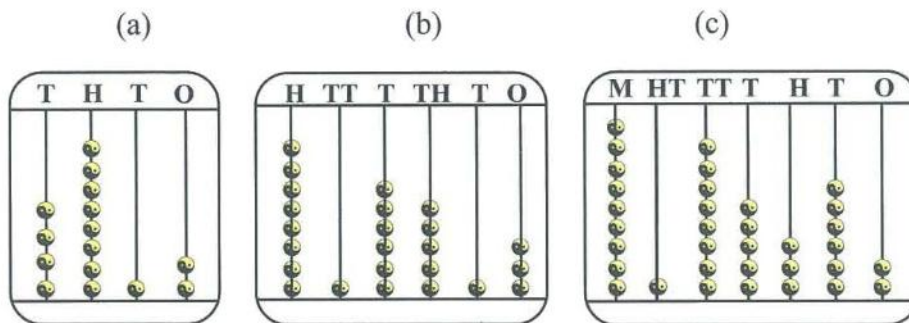 (a) (b) (c)
T H T O
H TT T TH T O
M HT TT T H T O